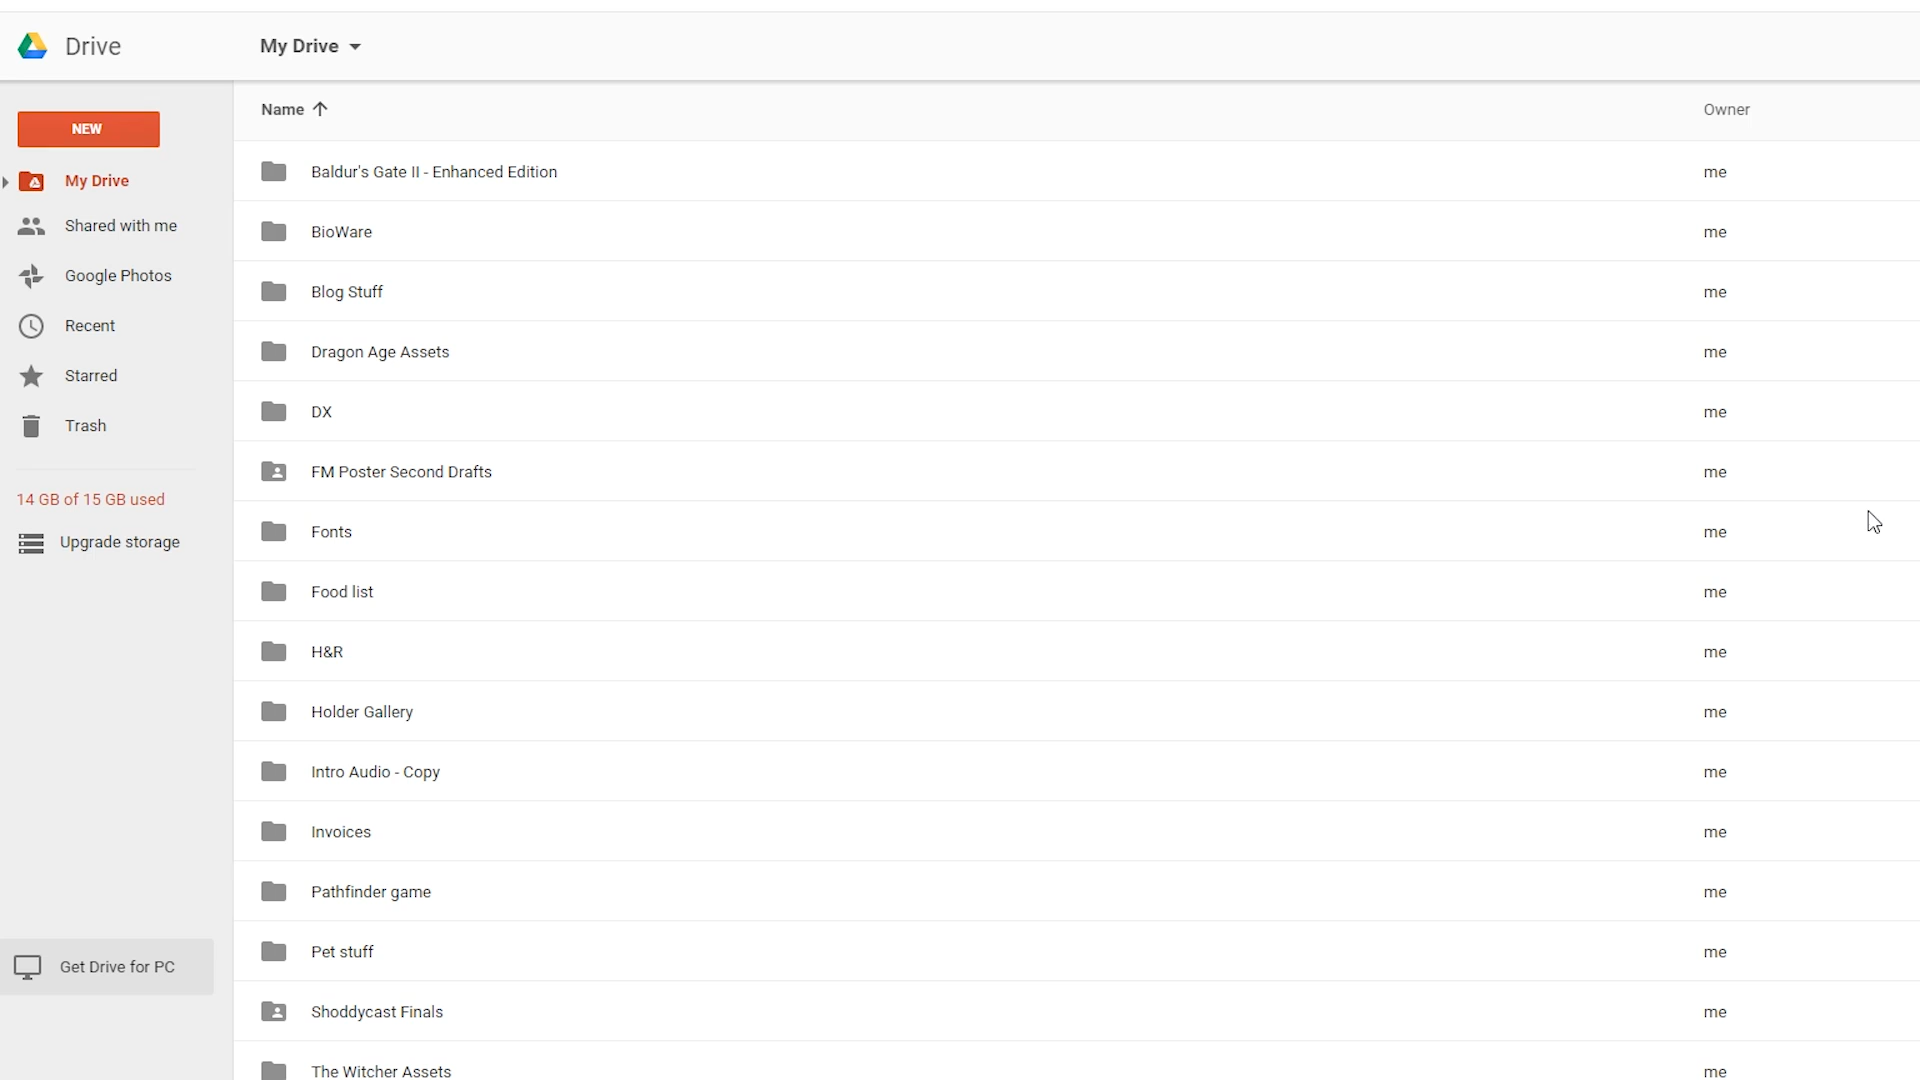 Drive
My Drive
NEW
My Drive
Shared with me
Google Photos
Recent
Starred
Trash
14 GB of 15 GB used
Upgrade storage
Get Drive for PC
Name Owner
Baldur's Gate II - Enhanced Edition me
BioWare me
Blog Stuff me
Dragon Age Assets me
DX me
FM Poster Second Drafts me
Fonts me
Food list me
H&R me
Holder Gallery me
Intro Audio - Copy me
Invoices me
Pathfinder game me
Pet stuff me
Shoddycast Finals me
The Witcher Assets me